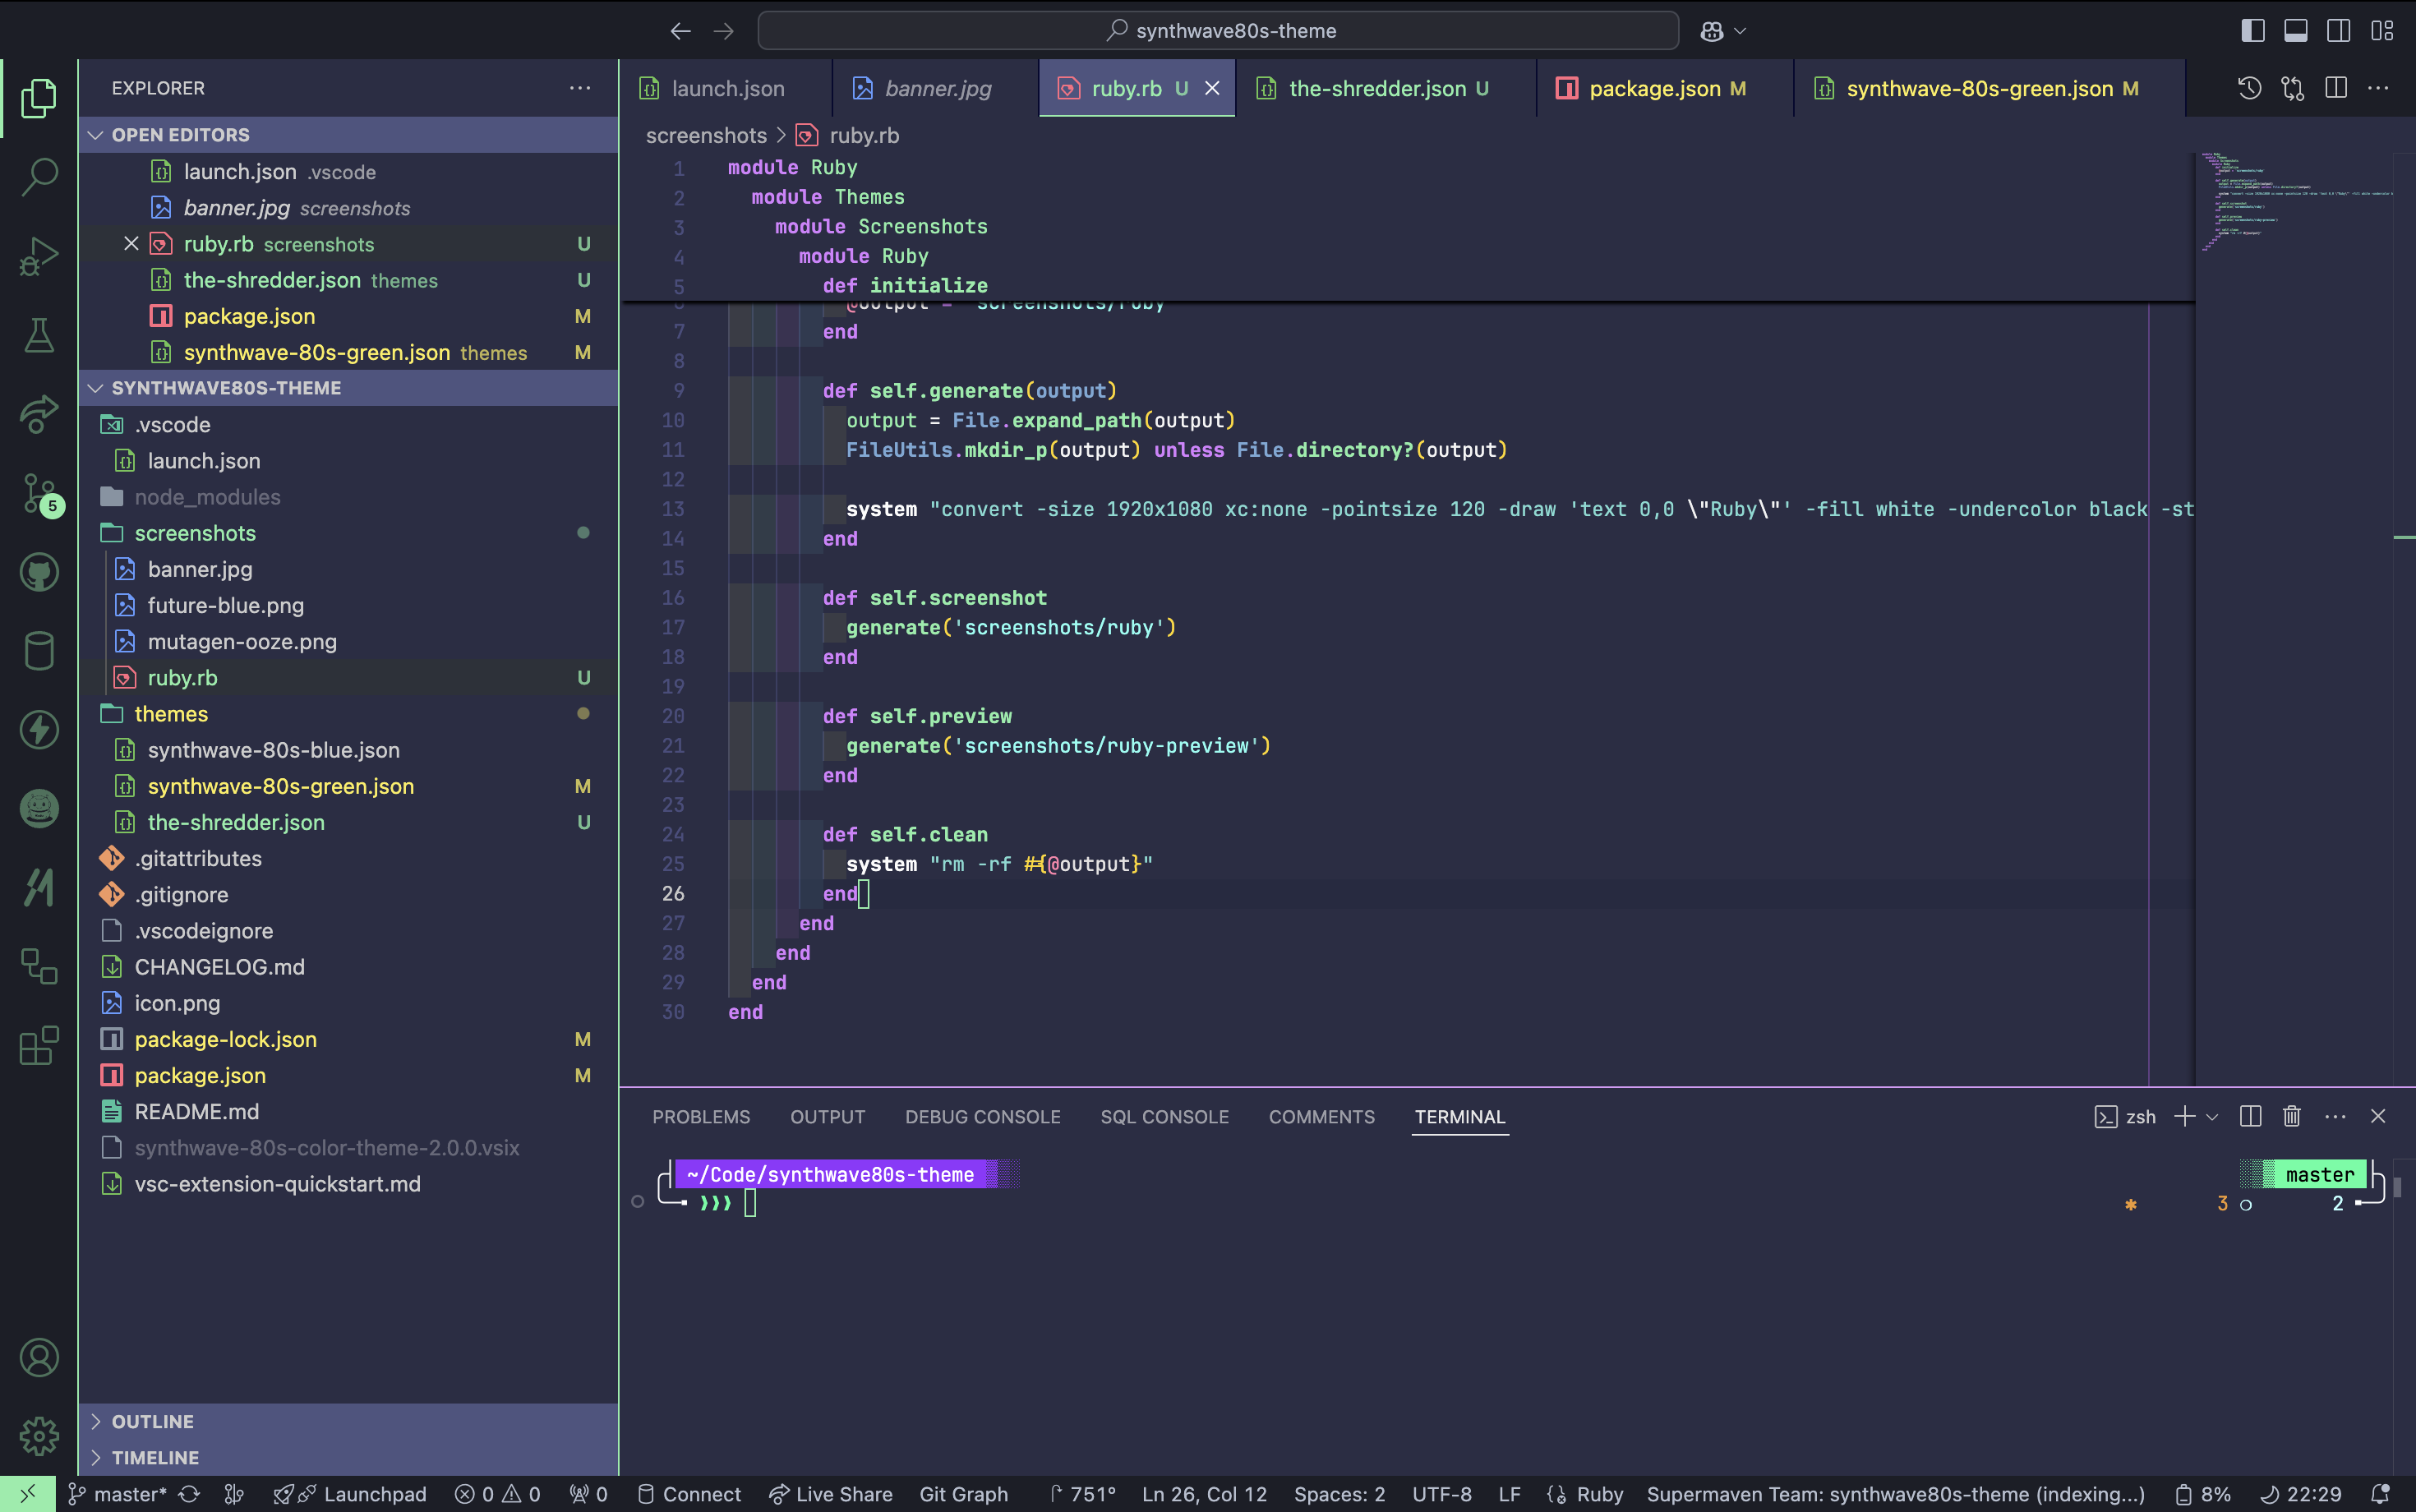 synthwave80s-theme
EXPLORER
OPEN EDITORS
launch.json .vscode
banner.jpg screenshots
ruby.rb screenshots U
the-shredder.json themes U
package.json M
synthwave-80s-green.json themes M
SYNTHWAVE80S-THEME
.vscode
launch.json
node_modules
screenshots
banner.jpg
future-blue.png
mutagen-ooze.png
ruby.rb U
themes
synthwave-80s-blue.json
synthwave-80s-green.json M
the-shredder.json U
.gitattributes
.gitignore
.vscodeignore
CHANGELOG.md
icon.png
package-lock.json M
package.json M
README.md
synthwave-80s-color-theme-2.0.0.vsix
vsc-extension-quickstart.md
OUTLINE
TIMELINE
5
launch.json banner.jpg ruby.rb U the-shredder.json U package.json M synthwave-80s-green.json M
screenshots > ruby.rb
1 module Ruby
2 module Themes
3 module Screenshots
4 module Ruby
5 def initialize
@output = screenshots/ruby
7 end
8
9 def self.generate(output)
10 output = File.expand_path(output)
11 FileUtils.mkdir_p(output) unless File.directory?(output)
12
13 system "convert -size 1920x1080 xc:none -pointsize 120 -draw 'text 0,0 \"Ruby\"' -fill white -undercolor black -st
14 end
15
16 def self.screenshot
17 generate('screenshots/ruby')
18 end
19
20 def self.preview
21 generate('screenshots/ruby-preview')
22 end
23
24 def self.clean
25 system "rm -rf #{@output}"
26 end
27 end
28 end
29 end
30 end
PROBLEMS OUTPUT DEBUG CONSOLE SQL CONSOLE COMMENTS TERMINAL zsh
~/Code/synthwave80s-theme master
❯❯❯ * 3 2
master* Launchpad 0 0 0 Connect Live Share Git Graph 751° Ln 26, Col 12 Spaces: 2 UTF-8 LF Ruby Supermaven Team: synthwave80s-theme (indexing...) 8% 22:29